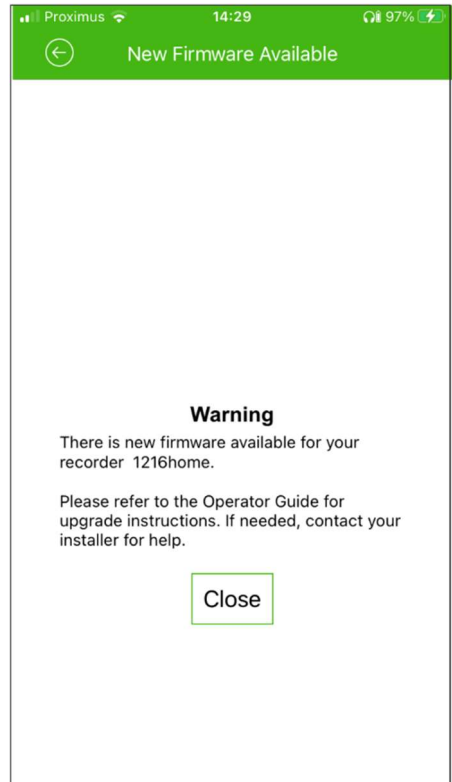 Proximus 14:29 97%
New Firmware Available
Warning
There is new firmware available for your
recorder 1216home.
Please refer to the Operator Guide for
upgrade instructions. If needed, contact your
installer for help.
Close